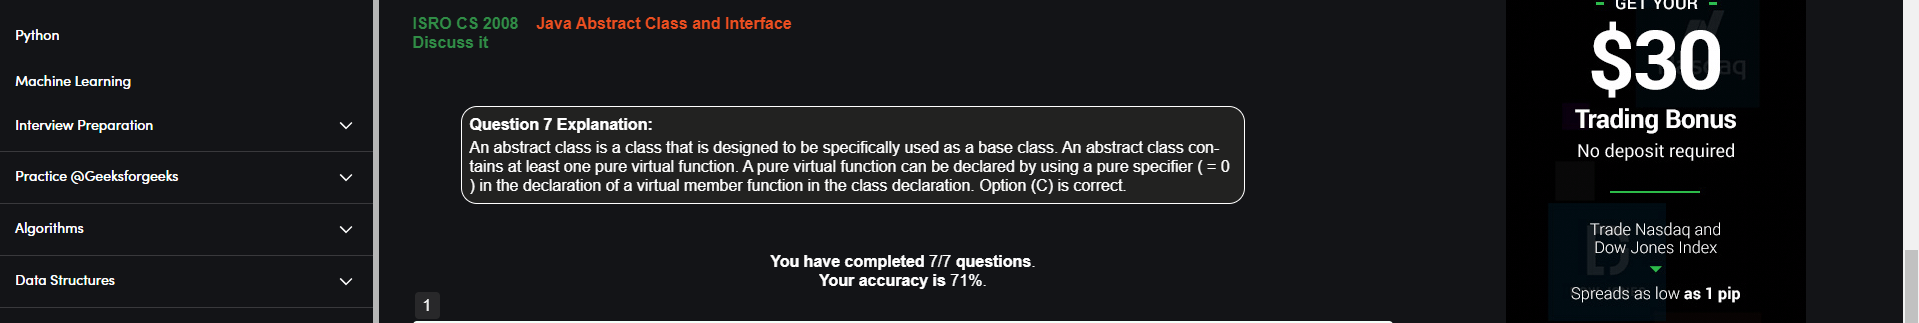 Python
Machine Learning
Interview Preparation
Practice @Geeksforgeeks
Algorithms
Data Structures
ISRO CS 2008 Java Abstract Class and Interface
Discuss it
Question 7 Explanation:
An abstract class is a class that is designed to be specifically used as a base class. An abstract class con-
tains at least one pure virtual function. A pure virtual function can be declared by using a pure specifier ( = 0
) in the declaration of a virtual member function in the class declaration. Option (C) is correct.
You have completed 7/7 questions.
Your accuracy is 71%.
1
GET YOUR
$30
Trading Bonus
No deposit required
Trade Nasdaq and
Dow Jones Index
Spreads as low as 1 pip